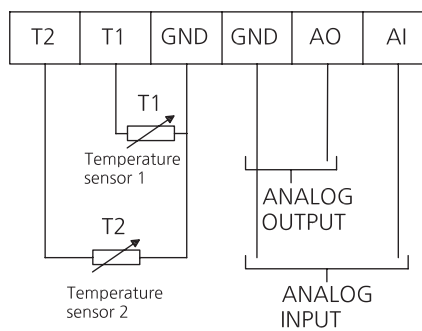 T2 T1 GND GND AO AI
T1
Temperature
sensor 1
T2
Temperature
sensor 2
ANALOG
OUTPUT
ANALOG
INPUT